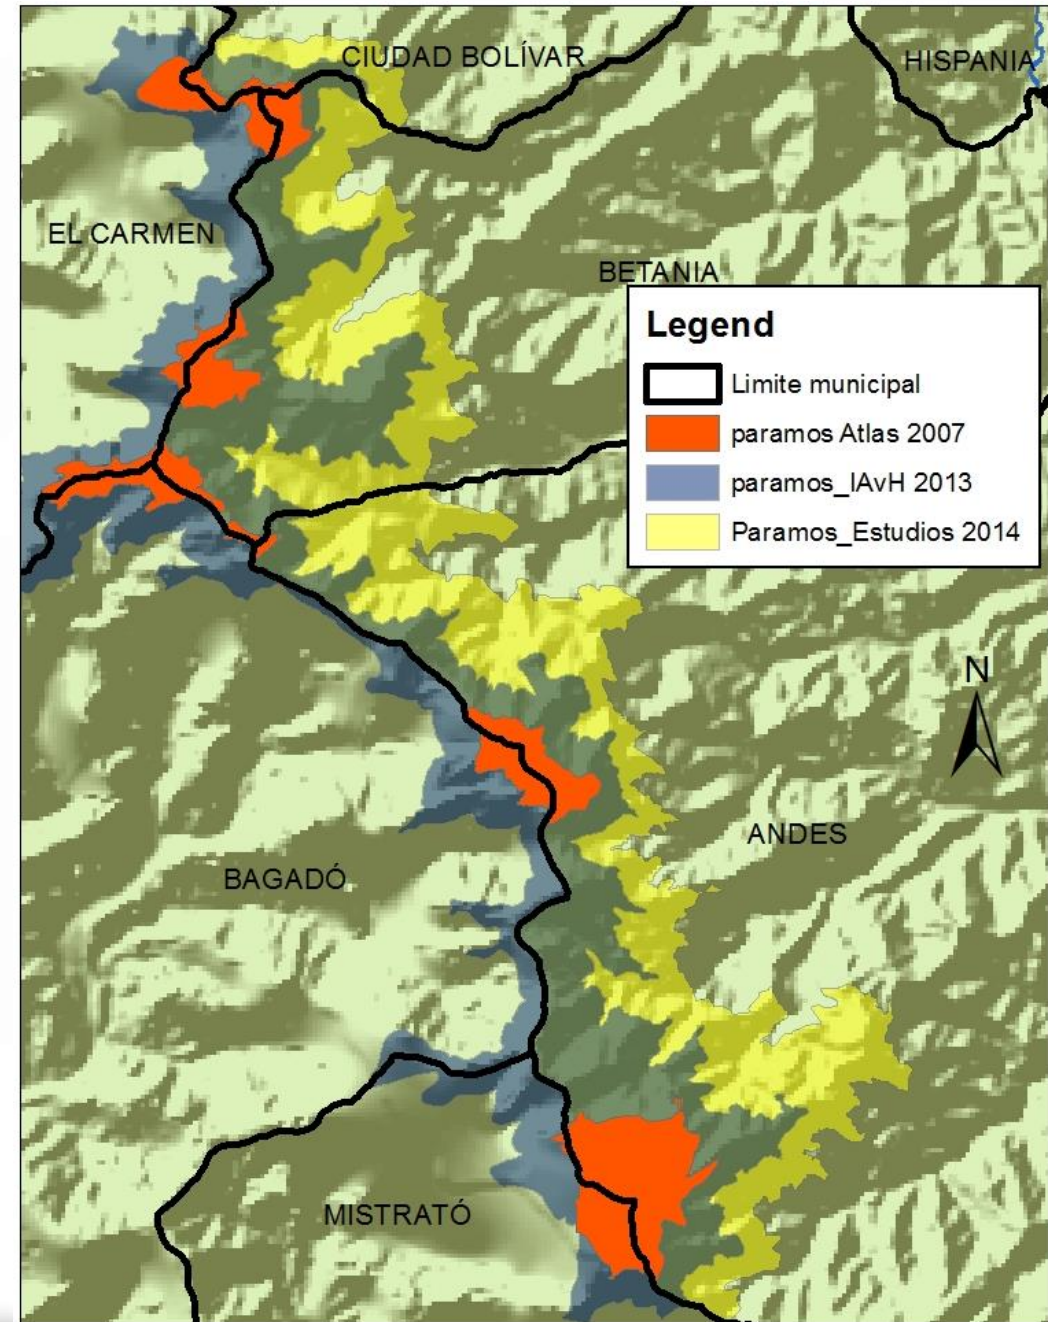 CIUDAD BOLÍVAR
HISPANIA
EL CARMEN
BETANIA
Legend
Limite municipal
paramos Atlas 2007
paramos_IAvH 2013
Paramos_Estudios 2014
N
ANDES
BAGADÓ
MISTRATÓ